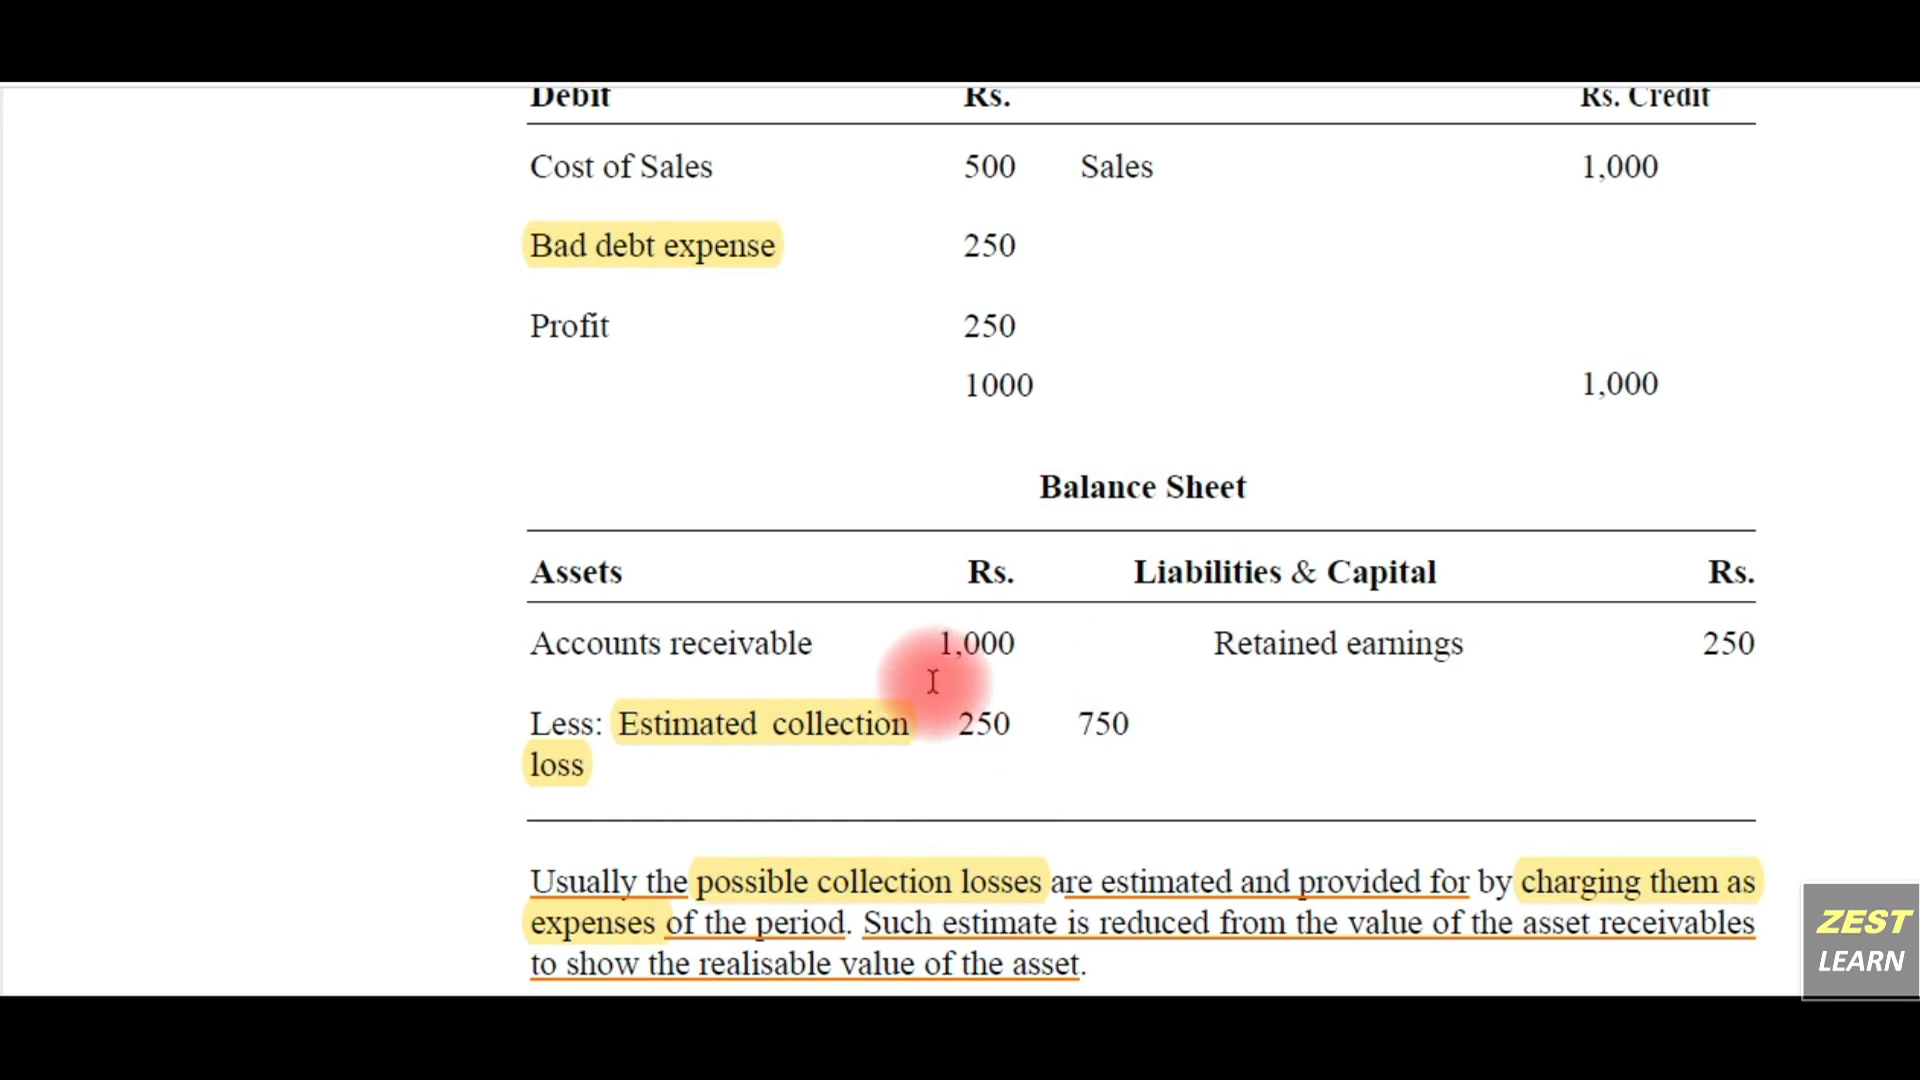 Debit Rs. Rs. Credit
Cost of Sales 500 Sales 1,000
Bad debt expense 250
Profit 250
1000 1,000
Balance Sheet
Assets Rs. Liabilities & Capital Rs.
Accounts receivable 1,000 Retained earnings 250
Less: Estimated collection 250 750
loss
Usually the possible collection losses are estimated and provided for by charging them as
expenses of the period. Such estimate is reduced from the value of the asset receivables
to show the realisable value of the asset.
ZEST
LEARN